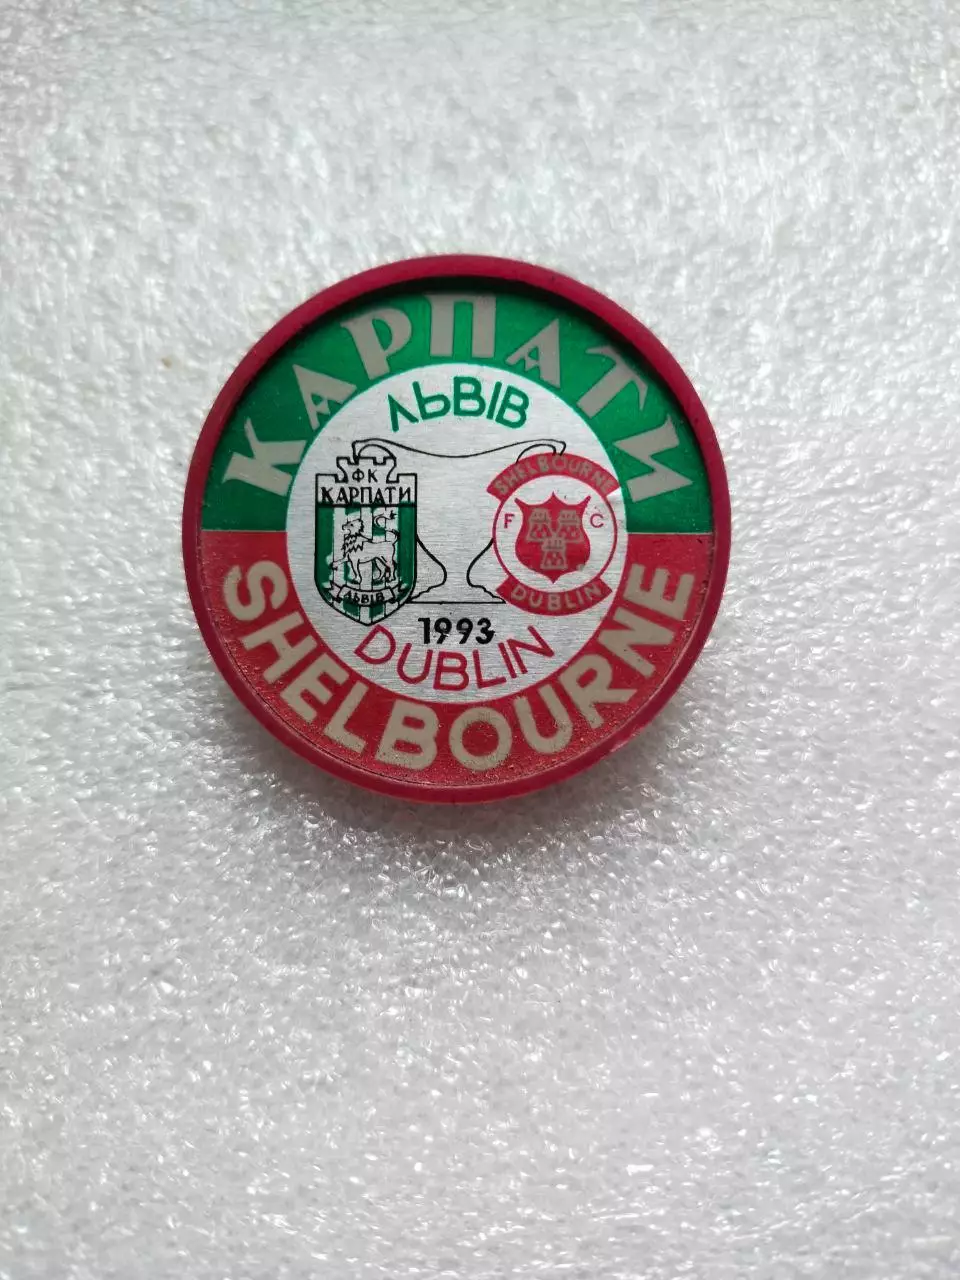 КАРПАТИ
ЛЬВІВ
ФК
КАРПАТИ
ЛЬВІВ
SHELBOURNE
F C
DUBLIN
1993
DUBLIN
SHELBOURNE